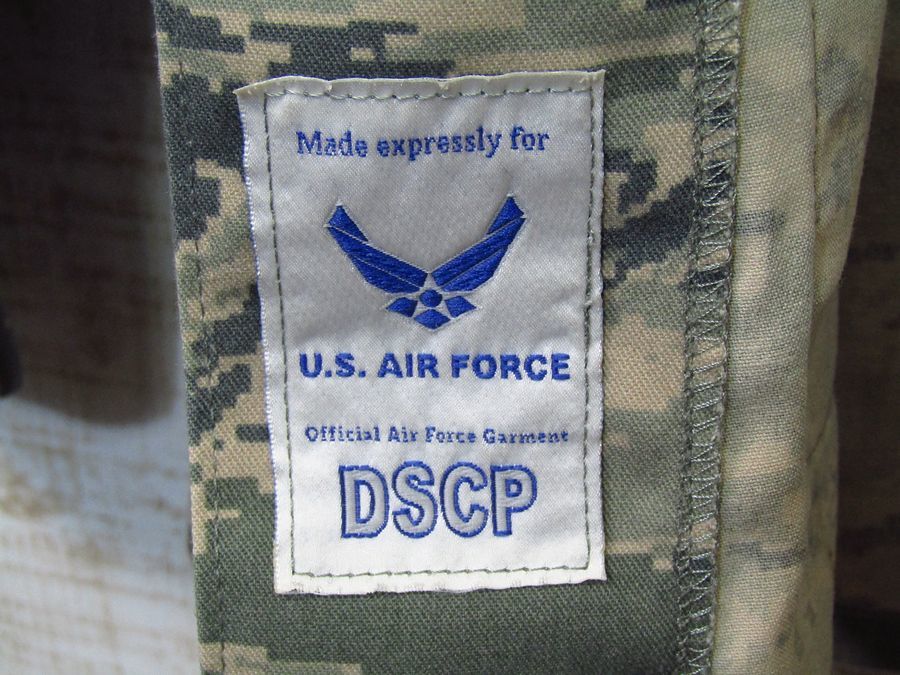 Made expressly for
U.S. AIR FORCE
Official Air Force Garment
DSCP